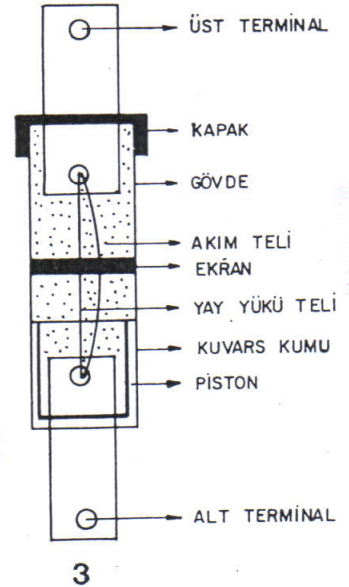 ÜST TERMİNAL
KAPAK
GÖVDE
AKIM TELİ
EKRAN
YAY YÜKÜ TELİ
KUVARS KUMU
PİSTON
ALT TERMİNAL
3